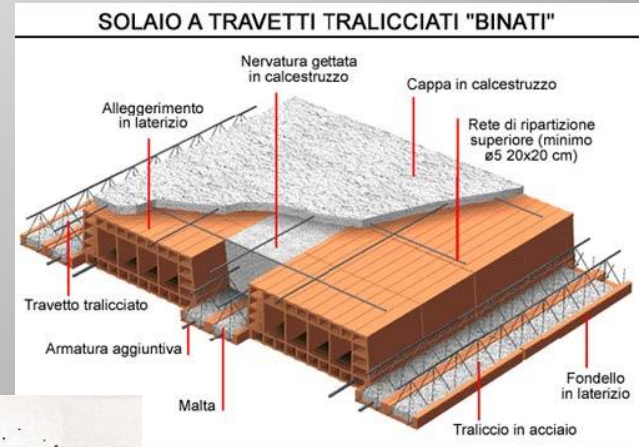 SOLAIO A TRAVETTI TRALICCIATI "BINATI"
Nervatura gettata
in calcestruzzo
Cappa in calcestruzzo
Alleggerimento
in laterizio
Rete di ripartizione
superiore (minimo
ø5 20x20 cm)
Travetto tralicciato
Armatura aggiuntiva
Malta
Fondello
in laterizio
Traliccio in acciaio